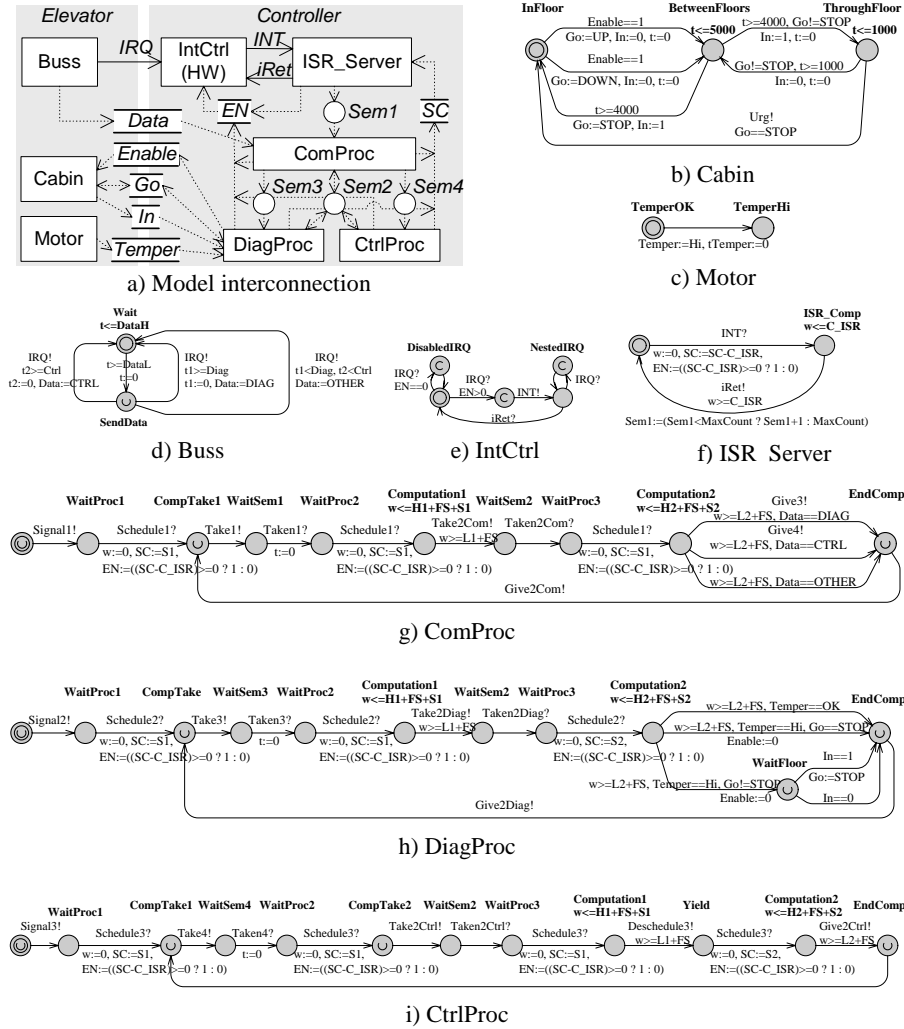 Elevator
Controller
Buss
IRQ
IntCtrl
(HW)
INT
iRet
ISR_Server
EN
Sem1
SC
Data
ComProc
Enable
Cabin
Go
Sem3
Sem2
Sem4
In
Motor
Temper
DiagProc
CtrlProc
a) Model interconnection
InFloor
BetweenFloors
t<=5000
ThroughFloor
t<=1000
Enable==1
Go:=UP, In:=0, t:=0
t>=4000, Go!=STOP
In:=1, t:=0
Enable==1
Go:=DOWN, In:=0, t:=0
Go!=STOP, t>=1000
In:=0, t:=0
t>=4000
Go:=STOP, In:=1
Urg!
Go==STOP
b) Cabin
TemperOK
TemperHi
Temper:=Hi, tTemper:=0
c) Motor
Wait
t<=DataH
IRQ!
t2>=Ctrl
t2:=0, Data:=CTRL
t>=DataL
t:=0
IRQ!
t1>=Diag
t1:=0, Data:=DIAG
IRQ!
t1<Diag, t2<Ctrl
Data:=OTHER
SendData
d) Buss
DisabledIRQ
NestedIRQ
IRQ?
EN==0
IRQ?
EN>0
INT!
IRQ?
iRet?
e) IntCtrl
ISR_Comp
w<=C_ISR
INT?
w:=0, SC:=SC-C_ISR,
EN:=((SC-C_ISR)>=0 ? 1 : 0)
iRet!
w>=C_ISR
Sem1:=(Sem1<MaxCount ? Sem1+1 : MaxCount)
f) ISR_Server
WaitProc1
CompTake1
WaitSem1
WaitProc2
Computation1
w<=H1+FS+S1
WaitSem2
WaitProc3
Computation2
w<=H2+FS+S2
EndComp
Signal1!
Schedule1?
w:=0, SC:=S1,
EN:=((SC-C_ISR)>=0 ? 1 : 0)
Take1!
Taken1?
t:=0
Schedule1?
w:=0, SC:=S1,
EN:=((SC-C_ISR)>=0 ? 1 : 0)
Take2Com!
w>=L1+FS
Taken2Com?
Schedule1?
w:=0, SC:=S1,
EN:=((SC-C_ISR)>=0 ? 1 : 0)
Give3!
w>=L2+FS, Data==DIAG
Give4!
w>=L2+FS, Data==CTRL
w>=L2+FS, Data==OTHER
Give2Com!
g) ComProc
WaitProc1
CompTake
WaitSem3
WaitProc2
Computation1
w<=H1+FS+S1
WaitSem2
WaitProc3
Computation2
w<=H2+FS+S2
EndComp
Signal2!
Schedule2?
w:=0, SC:=S1,
EN:=((SC-C_ISR)>=0 ? 1 : 0)
Take3!
Taken3?
t:=0
Schedule2?
w:=0, SC:=S1,
EN:=((SC-C_ISR)>=0 ? 1 : 0)
Take2Diag!
w>=L1+FS
Taken2Diag?
Schedule2?
w:=0, SC:=S2,
EN:=((SC-C_ISR)>=0 ? 1 : 0)
w>=L2+FS, Temper==OK
w>=L2+FS, Temper==Hi, Go==STOP
Enable:=0
WaitFloor
In==1
Go:=STOP
w>=L2+FS, Temper==Hi, Go!=STOP
Enable:=0
In==0
Give2Diag!
h) DiagProc
WaitProc1
CompTake1
WaitSem4
WaitProc2
CompTake2
WaitSem2
WaitProc3
Computation1
w<=H1+FS+S1
Yield
Computation2
w<=H2+FS+S2
EndComp
Signal3!
Schedule3?
w:=0, SC:=S1,
EN:=((SC-C_ISR)>=0 ? 1 : 0)
Take4!
Taken4?
t:=0
Schedule3?
w:=0, SC:=S1,
EN:=((SC-C_ISR)>=0 ? 1 : 0)
Take2Ctrl!
Taken2Ctrl?
Schedule3?
w:=0, SC:=S1,
EN:=((SC-C_ISR)>=0 ? 1 : 0)
Deschedule3!
w>=L1+FS
Schedule3?
w:=0, SC:=S2,
EN:=((SC-C_ISR)>=0 ? 1 : 0)
Give2Ctrl!
w>=L2+FS
i) CtrlProc